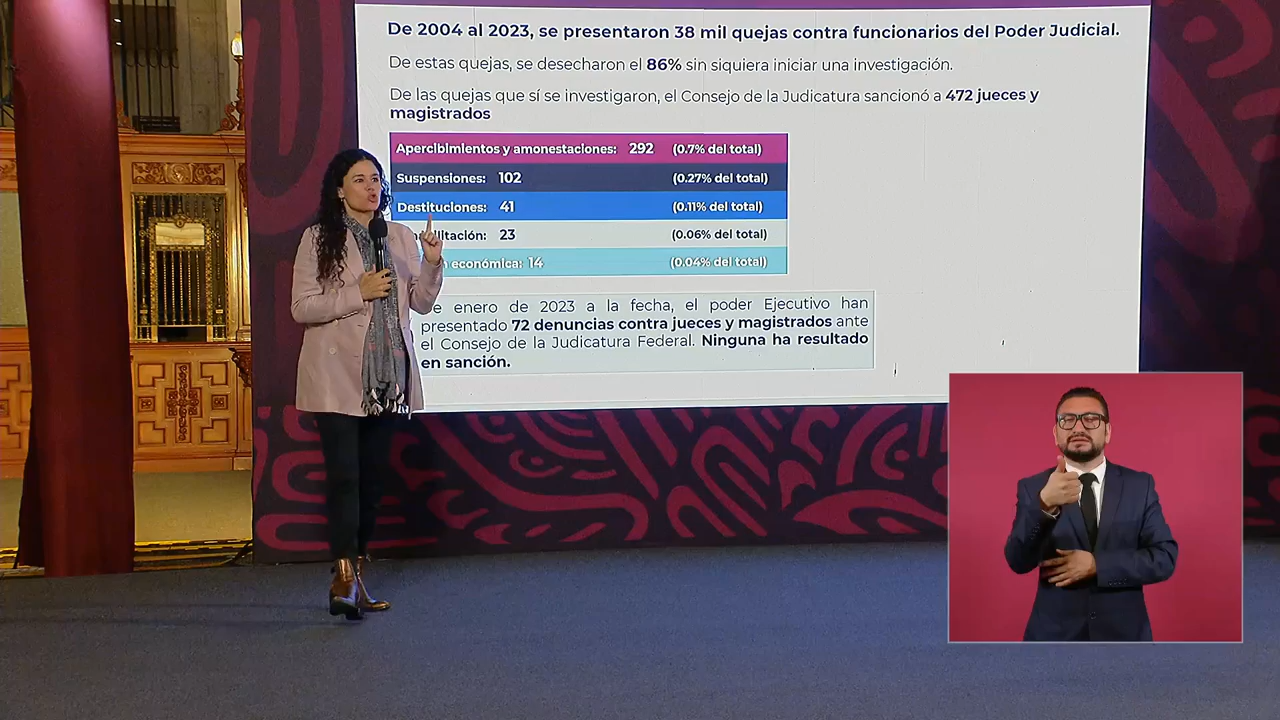 De 2004 al 2023, se presentaron 38 mil quejas contra funcionarios del Poder Judicial.
De estas quejas, se desecharon el 86% sin siquiera iniciar una investigación.
De las quejas que sí se investigaron, el Consejo de la Judicatura sancionó a 472 jueces y
magistrados
Apercibimientos y amonestaciones: 292 (0.7% del total)
Suspensiones: 102 (0.27% del total)
Destituciones: 41 (0.11% del total)
23 (0.06% del total)
económica: 14 (0.04% del total)
enero de 2023 a la fecha, el poder Ejecutivo han
presentado 72 denuncias contra jueces y magistrados ante
el Consejo de la Judicatura Federal. Ninguna ha resultado
en sanción.